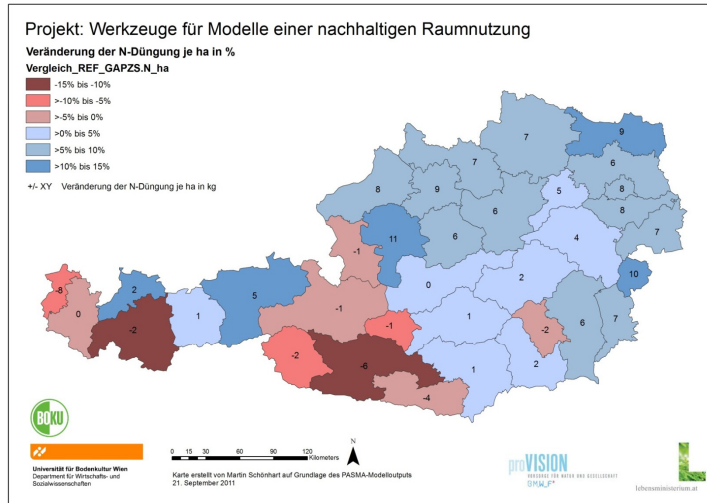 Projekt: Werkzeuge für Modelle einer nachhaltigen Raumnutzung
Veränderung der N-Düngung je ha in %
Vergleich_REF_GAPZS.N_ha
-15% bis -10%
>-10% bis -5%
>-5% bis 0%
>0% bis 5%
>5% bis 10%
>10% bis 15%
+/- XY Veränderung der N-Düngung je ha in kg
7
9
7
6
8
9
5
8
6
8
11
6
4
7
-1
2
10
0
5
2
-8
-1
1
0
1
-2
-1
-2
6
7
-2
-6
1
2
-4
BOKU
Universität für Bodenkultur Wien
Department für Wirtschafts- und
Sozialwissenschaften
N
0 15 30 60 90 120
Kilometers
Karte erstellt von Martin Schönhart auf Grundlage des PASMA-Modelloutputs
21. September 2011
proVISION
VORSORGE FÜR NATUR UND GESELLSCHAFT
lebensministerium.at